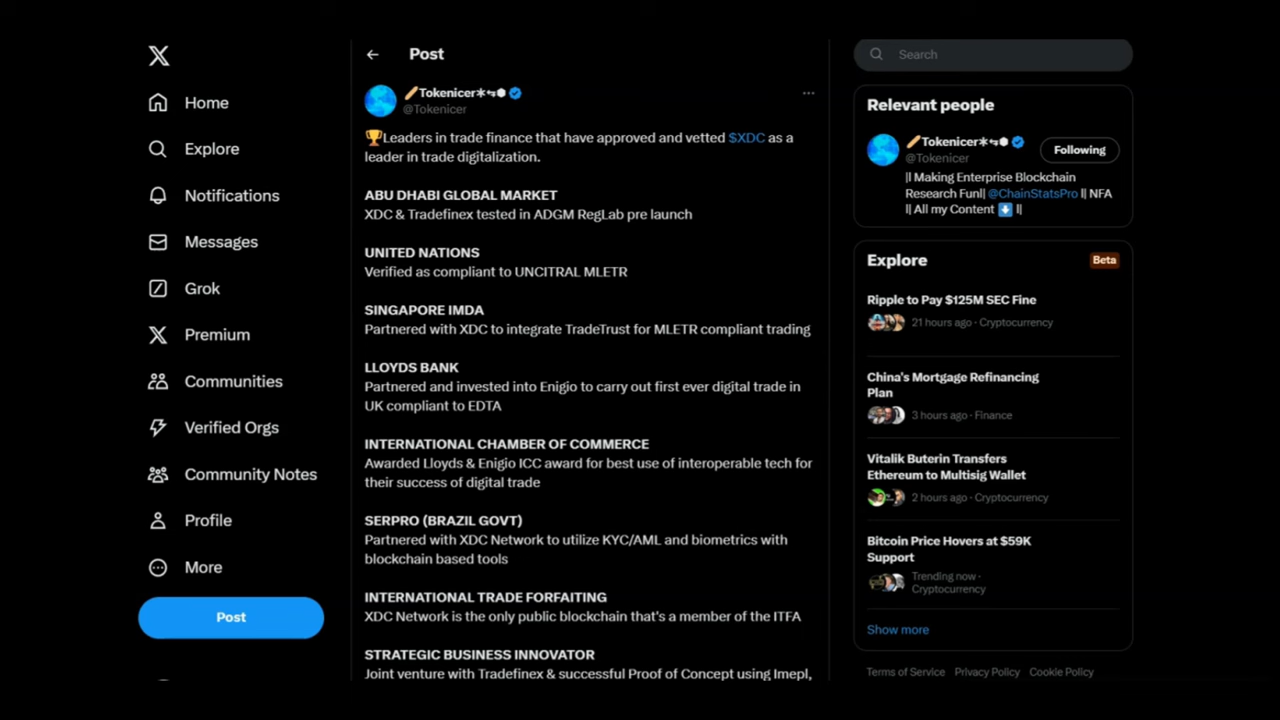 Home
Explore
Notifications
Messages
Grok
Premium
Communities
Verified Orgs
Community Notes
Profile
More
Post
← Post
🪈Tokenicer✶⇆⬢
@Tokenicer
🏆Leaders in trade finance that have approved and vetted $XDC as a
leader in trade digitalization.
ABU DHABI GLOBAL MARKET
XDC & Tradefinex tested in ADGM RegLab pre launch
UNITED NATIONS
Verified as compliant to UNCITRAL MLETR
SINGAPORE IMDA
Partnered with XDC to integrate TradeTrust for MLETR compliant trading
LLOYDS BANK
Partnered and invested into Enigio to carry out first ever digital trade in
UK compliant to EDTA
INTERNATIONAL CHAMBER OF COMMERCE
Awarded Lloyds & Enigio ICC award for best use of interoperable tech for
their success of digital trade
SERPRO (BRAZIL GOVT)
Partnered with XDC Network to utilize KYC/AML and biometrics with
blockchain based tools
INTERNATIONAL TRADE FORFAITING
XDC Network is the only public blockchain that's a member of the ITFA
STRATEGIC BUSINESS INNOVATOR
Joint venture with Tradefinex & successful Proof of Concept using Impel,
Search
Relevant people
🪈Tokenicer✶⇆⬢
@Tokenicer
Following
|| Making Enterprise Blockchain
Research Fun|| @ChainStatsPro || NFA
|| All my Content ⬇️ ||
Explore
Beta
Ripple to Pay $125M SEC Fine
21 hours ago · Cryptocurrency
China's Mortgage Refinancing
Plan
3 hours ago · Finance
Vitalik Buterin Transfers
Ethereum to Multisig Wallet
2 hours ago · Cryptocurrency
Bitcoin Price Hovers at $59K
Support
Trending now ·
Cryptocurrency
Show more
Terms of Service Privacy Policy Cookie Policy